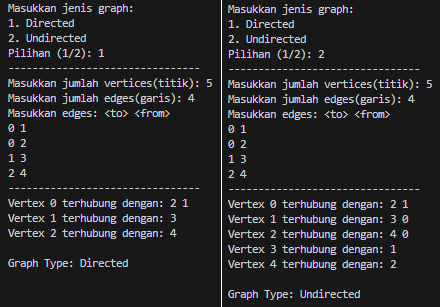 Masukkan jenis graph:
1. Directed
2. Undirected
Pilihan (1/2): 1
--------------------------------
Masukkan jumlah vertices(titik): 5
Masukkan jumlah edges(garis): 4
Masukkan edges: <to> <from>
0 1
0 2
1 3
2 4
--------------------------------
Vertex 0 terhubung dengan: 2 1
Vertex 1 terhubung dengan: 3
Vertex 2 terhubung dengan: 4

Graph Type: Directed

Masukkan jenis graph:
1. Directed
2. Undirected
Pilihan (1/2): 2
--------------------------------
Masukkan jumlah vertices(titik): 5
Masukkan jumlah edges(garis): 4
Masukkan edges: <to> <from>
0 1
0 2
1 3
2 4
--------------------------------
Vertex 0 terhubung dengan: 2 1
Vertex 1 terhubung dengan: 3 0
Vertex 2 terhubung dengan: 4 0
Vertex 3 terhubung dengan: 1
Vertex 4 terhubung dengan: 2

Graph Type: Undirected